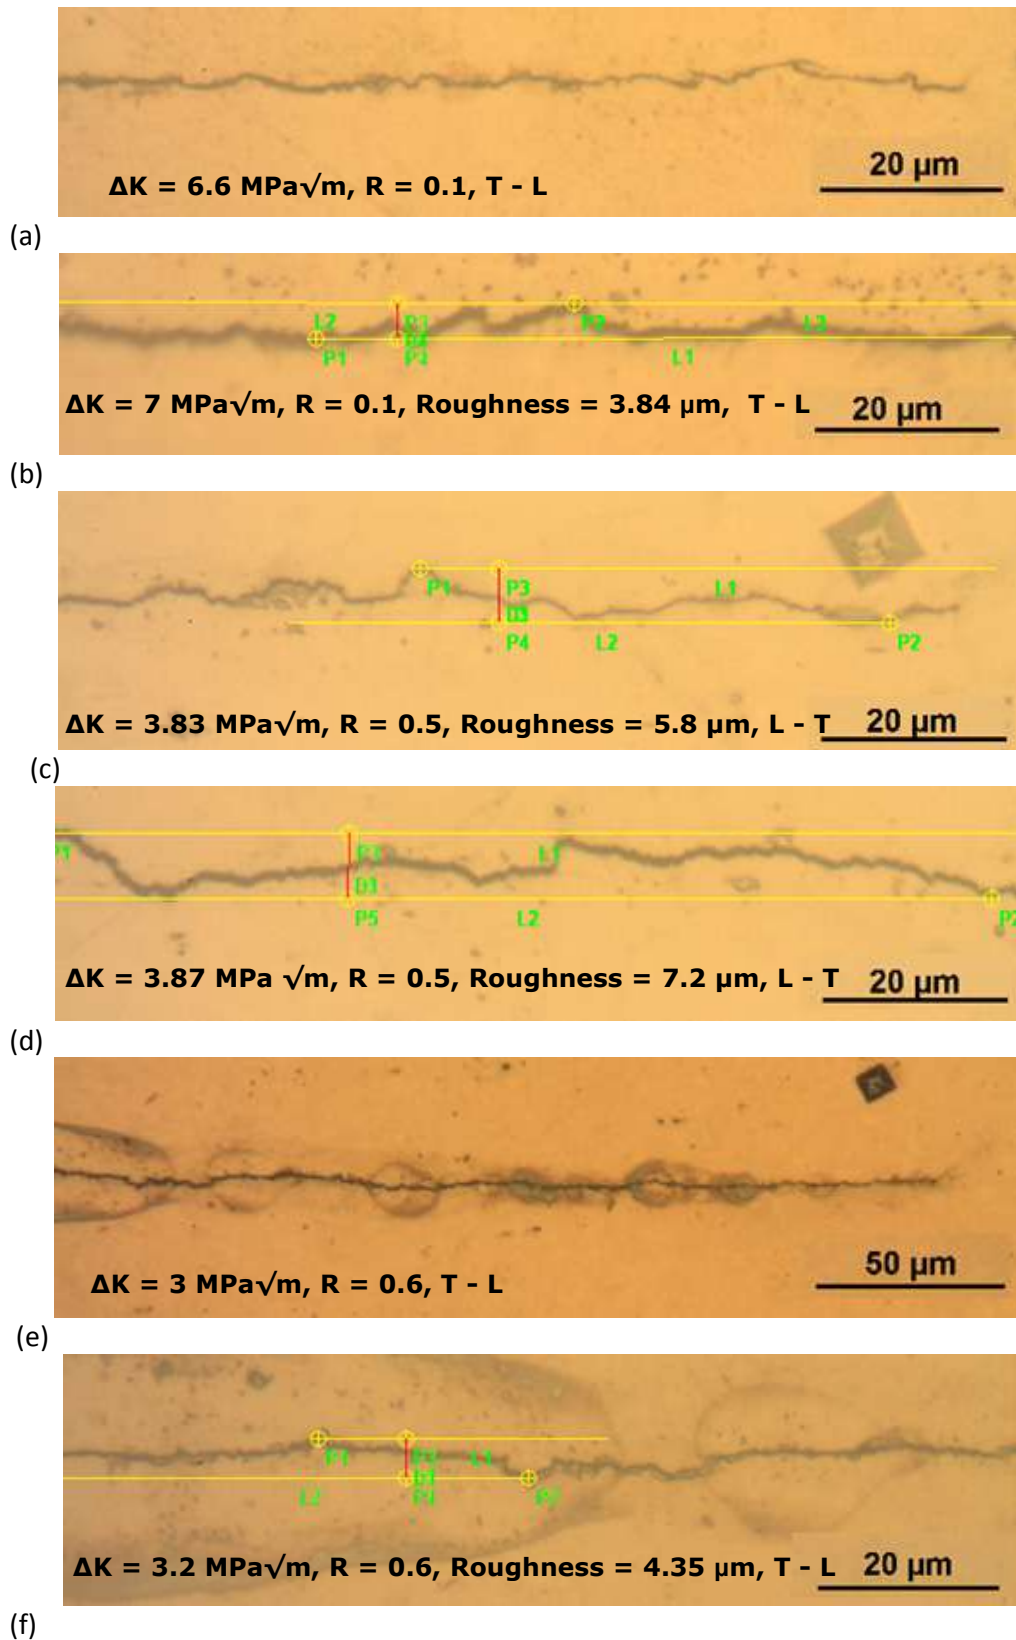 20 µm
ΔK = 6.6 MPa√m, R = 0.1, T - L
(a)
L2 P3 P2 L3
P1 P4 L1
ΔK = 7 MPa√m, R = 0.1, Roughness = 3.84 µm, T - L
20 µm
(b)
P1 P3 L1
P4 L2 P2
ΔK = 3.83 MPa√m, R = 0.5, Roughness = 5.8 µm, L - T
20 µm
(c)
P1 P3 L1
D1
P5 L2 P2
ΔK = 3.87 MPa √m, R = 0.5, Roughness = 7.2 µm, L - T
20 µm
(d)
50 µm
ΔK = 3 MPa√m, R = 0.6, T - L
(e)
P1 L1
L2 P2
ΔK = 3.2 MPa√m, R = 0.6, Roughness = 4.35 µm, T - L
20 µm
(f)